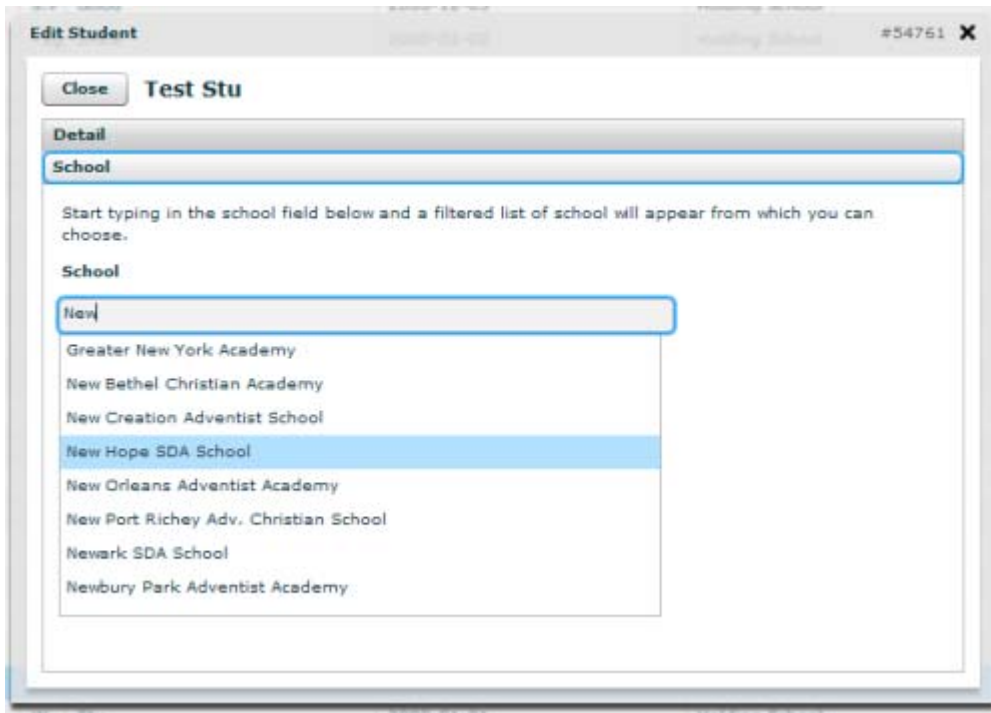 Edit Student
#54761
Close
Test Stu
Detail
School
Start typing in the school field below and a filtered list of school will appear from which you can
choose.
School
New
Greater New York Academy
New Bethel Christian Academy
New Creation Adventist School
New Hope SDA School
New Orleans Adventist Academy
New Port Richey Adv. Christian School
Newark SDA School
Newbury Park Adventist Academy